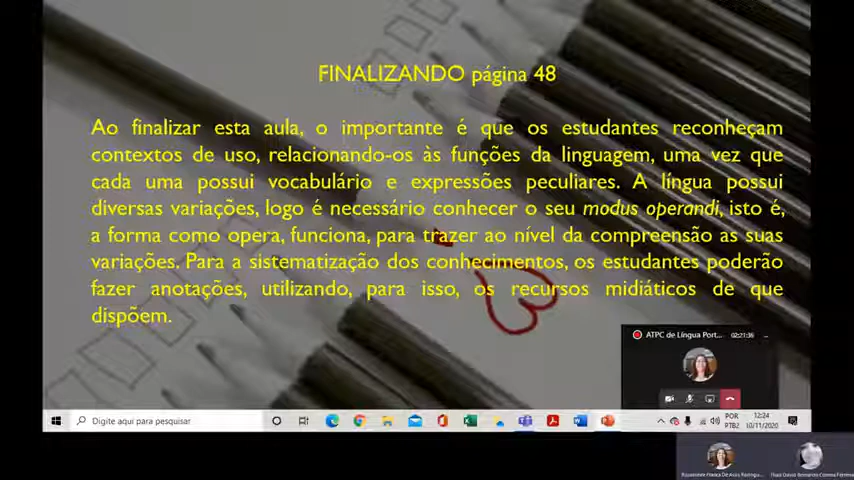 FINALIZANDO página 48
Ao finalizar esta aula, o importante é que os estudantes reconheçam
contextos de uso, relacionando-os às funções da linguagem, uma vez que
cada uma possui vocabulário e expressões peculiares. A língua possui
diversas variações, logo é necessário conhecer o seu modus operandi, isto é,
a forma como opera, funciona, para trazer ao nível da compreensão as suas
variações. Para a sistematização dos conhecimentos, os estudantes poderão
fazer anotações, utilizando, para isso, os recursos midiáticos de que
dispõem.
ATPC de Língua Port... 02:21:36
Digite aqui para pesquisar
POR
PTB2
12:24
10/11/2020